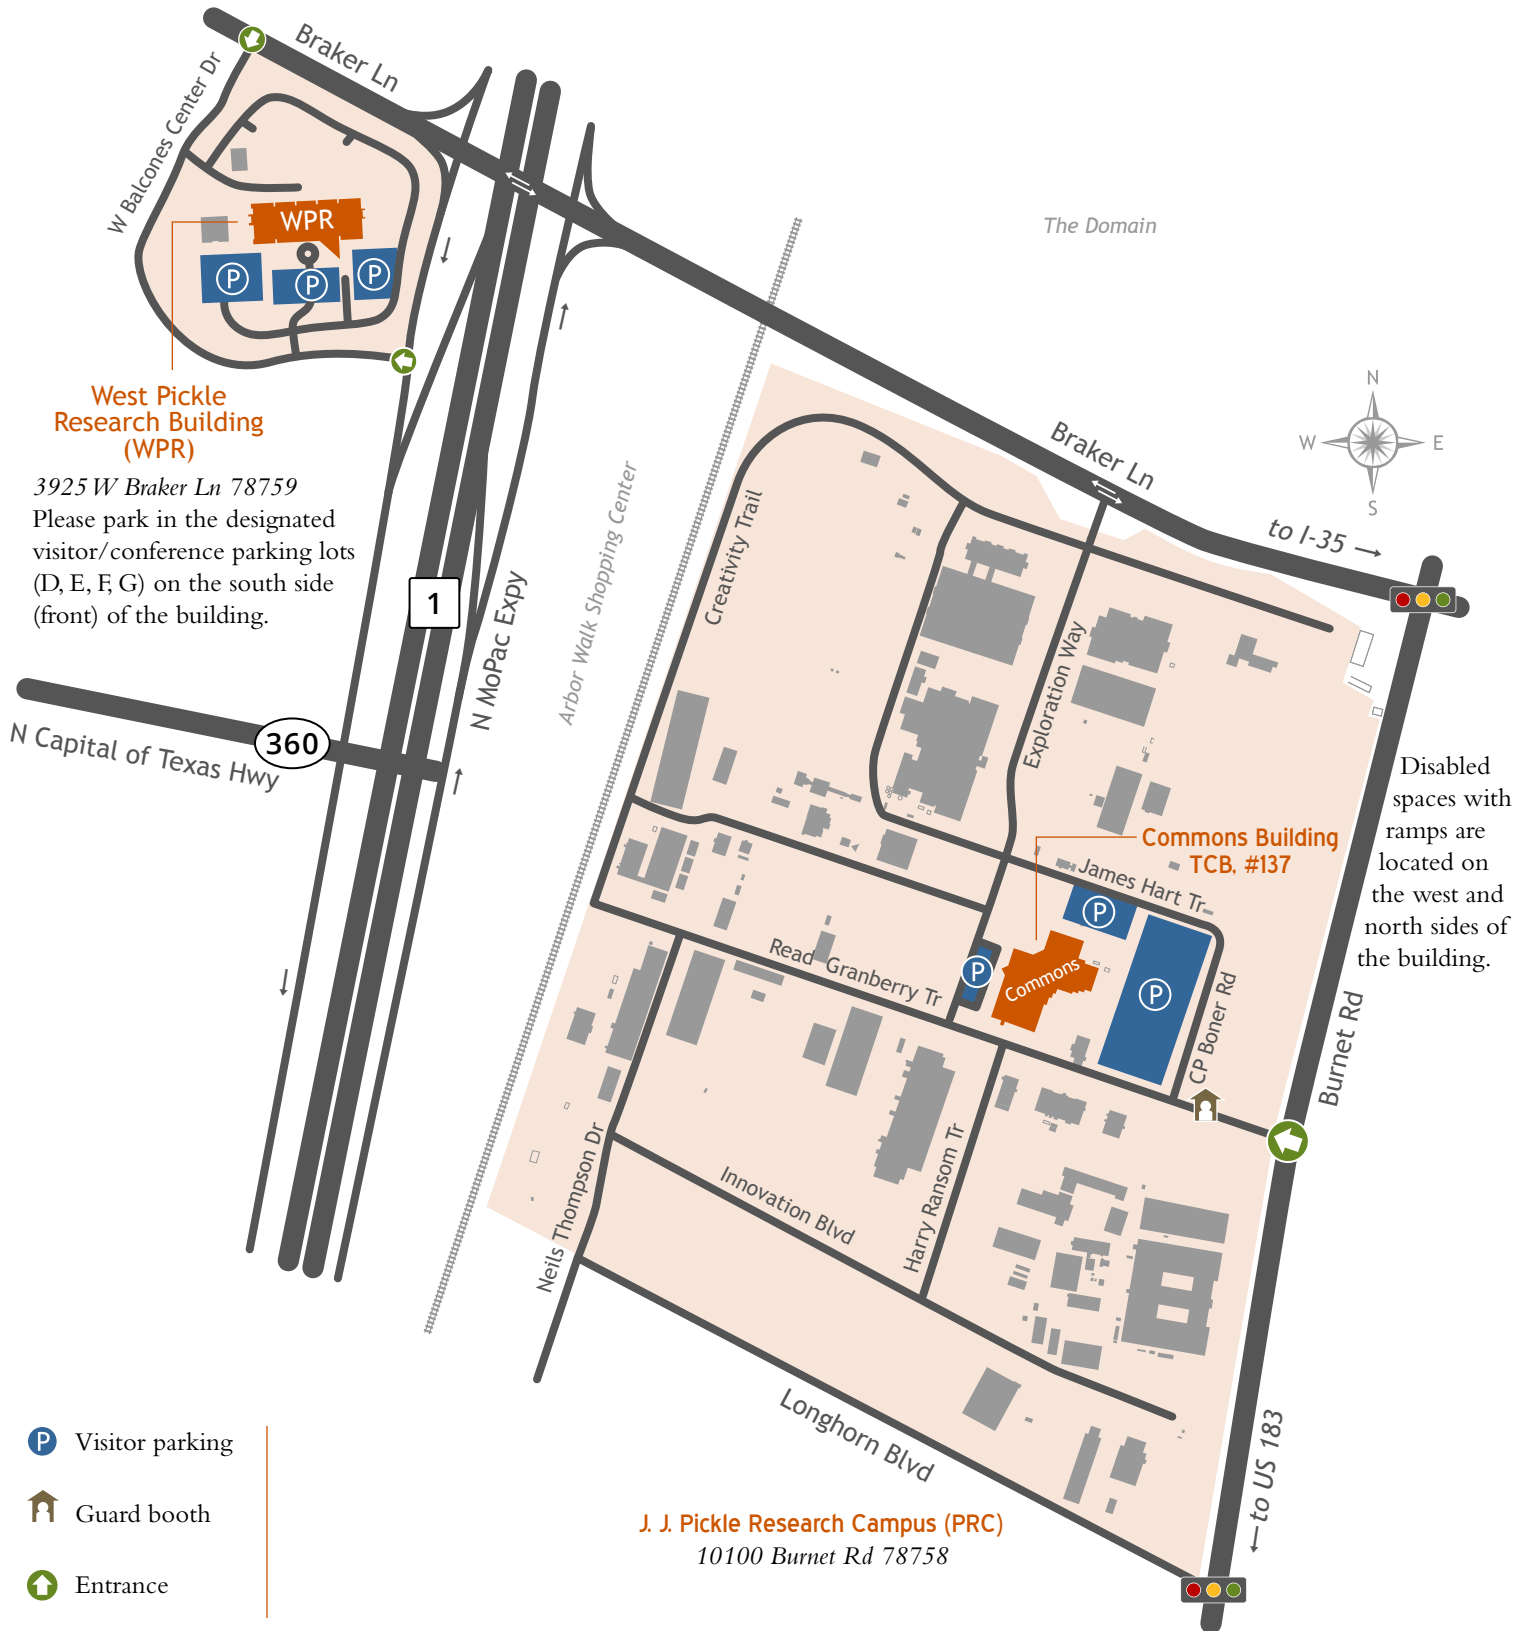 Braker Ln
W Balcones Center Dr
WPR
P
P
P
West Pickle
Research Building
(WPR)
3925 W Braker Ln 78759
Please park in the designated
visitor/conference parking lots
(D, E, F, G) on the south side
(front) of the building.
1
N MoPac Expy
360
N Capital of Texas Hwy
Arbor Walk Shopping Center
The Domain
Braker Ln
N
W
E
S
to I-35
Creativity Trail
Exploration Way
Disabled
spaces with
ramps are
located on
the west and
north sides of
the building.
Commons Building
TCB, #137
James Hart Tr
P
P
P
Commons
Read Granberry Tr
CP Boner Rd
Burnet Rd
Neils Thompson Dr
Innovation Blvd
Harry Ransom Tr
Longhorn Blvd
to US 183
J. J. Pickle Research Campus (PRC)
10100 Burnet Rd 78758
P Visitor parking
Guard booth
Entrance